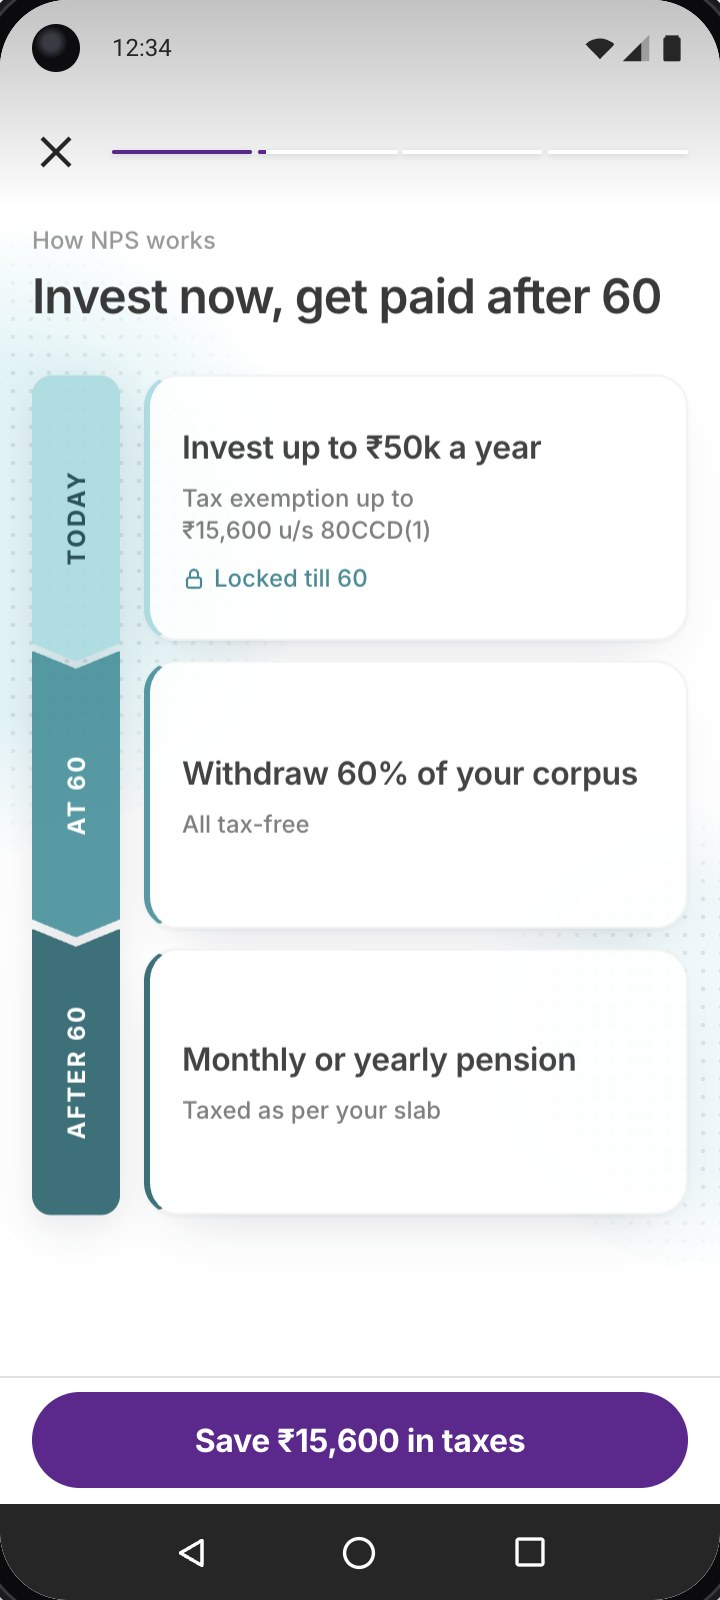 12:34
How NPS works
Invest now, get paid after 60
TODAY
Invest up to ₹50k a year
Tax exemption up to
₹15,600 u/s 80CCD(1)
Locked till 60
AT 60
Withdraw 60% of your corpus
All tax-free
AFTER 60
Monthly or yearly pension
Taxed as per your slab
Save ₹15,600 in taxes